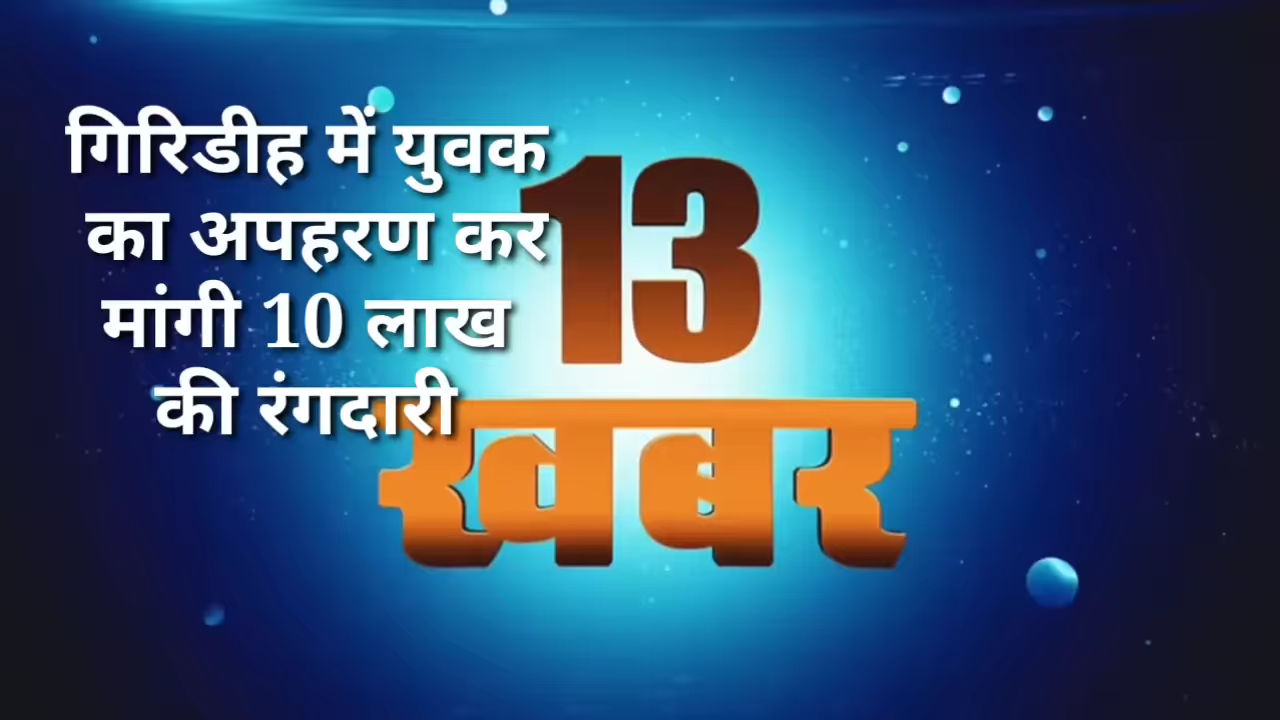 गिरिडीह में युवक
का अपहरण कर
मांगी 10 लाख
की रंगदारी
13
खबर